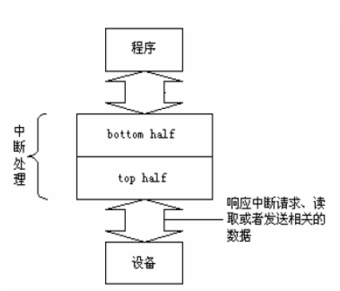 程序
bottom half
top half
中断处理
响应中断请求、读
取或者发送相关的
数据
设备